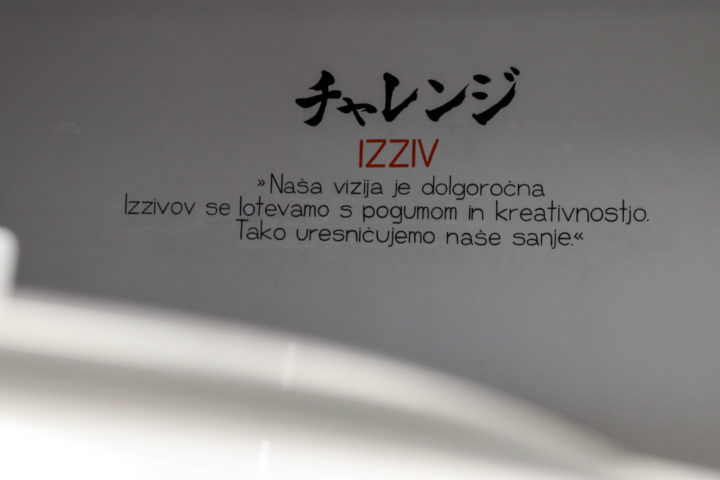 チャレンジ
IZZIV
»Naša vizija je dolgoročna
Izzivov se lotevamo s pogumom in kreativnostjo.
Tako uresničujemo naše sanje.«